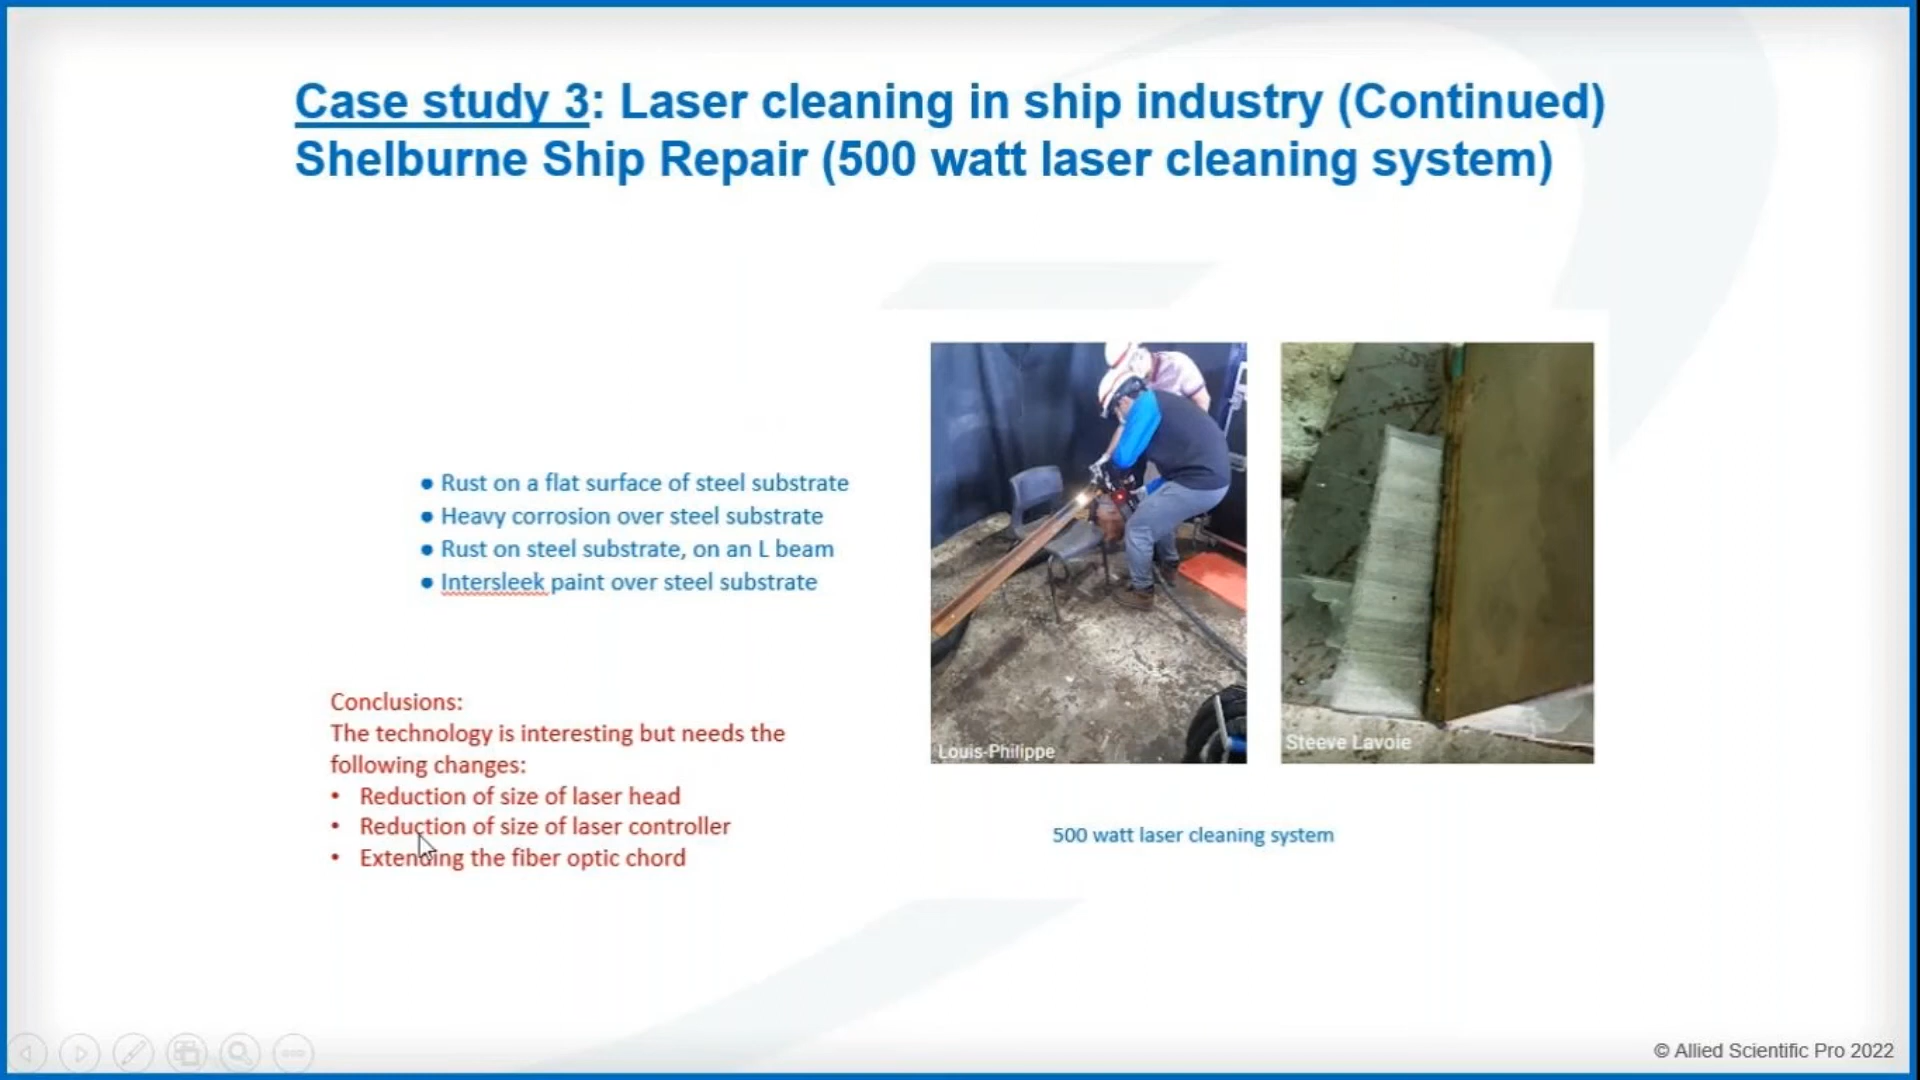 Case study 3: Laser cleaning in ship industry (Continued)
Shelburne Ship Repair (500 watt laser cleaning system)
● Rust on a flat surface of steel substrate
● Heavy corrosion over steel substrate
● Rust on steel substrate, on an L beam
● Intersleek paint over steel substrate
Conclusions:
The technology is interesting but needs the
following changes:
• Reduction of size of laser head
• Reduction of size of laser controller
• Extending the fiber optic chord
Louis-Philippe
Steeve Lavoie
500 watt laser cleaning system
© Allied Scientific Pro 2022